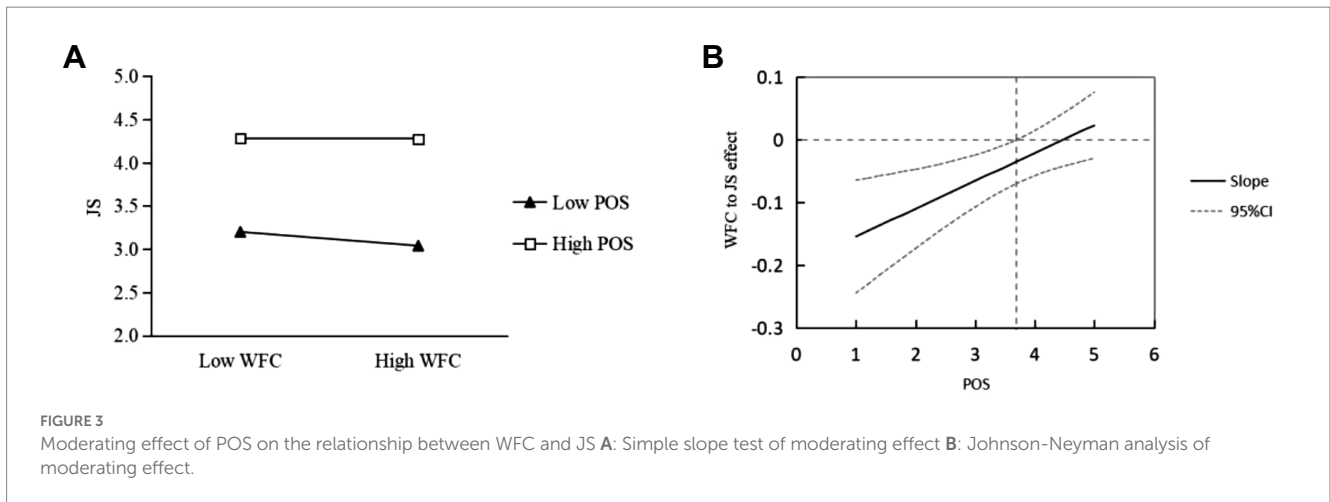 A
5.0
4.5
4.0
3.5
3.0
2.5
2.0
JS
Low WFC
High WFC
Low POS
High POS
B
0.1
0
-0.1
-0.2
-0.3
WFC to JS effect
0 1 2 3 4 5 6
POS
Slope
95%CI
FIGURE 3
Moderating effect of POS on the relationship between WFC and JS A: Simple slope test of moderating effect B: Johnson-Neyman analysis of
moderating effect.